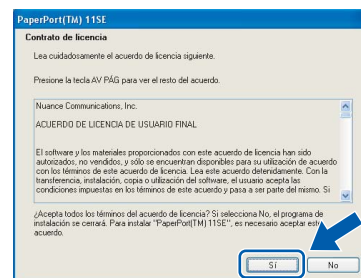 PaperPort(TM) 11SE
Contrato de licencia
Lea cuidadosamente el acuerdo de licencia siguiente.
Presione la tecla AV PÁG para ver el resto del acuerdo.
Nuance Communications, Inc.
ACUERDO DE LICENCIA DE USUARIO FINAL
El software y los materiales proporcionados con este acuerdo de licencia han sido
autorizados, no vendidos, y sólo se encuentran disponibles para su utilización de acuerdo
con los términos de este acuerdo de licencia. Lea este acuerdo detenidamente. Con la
transferencia, instalación, copia o utilización del software, el usuario acepta las
condiciones impuestas en los términos de este acuerdo y pasa a ser parte del mismo. Si
¿Acepta todos los términos del acuerdo de licencia? Si selecciona No, el programa de
instalación se cerrará. Para instalar "PaperPort(TM) 11SE", es necesario aceptar este
acuerdo.
Sí
No